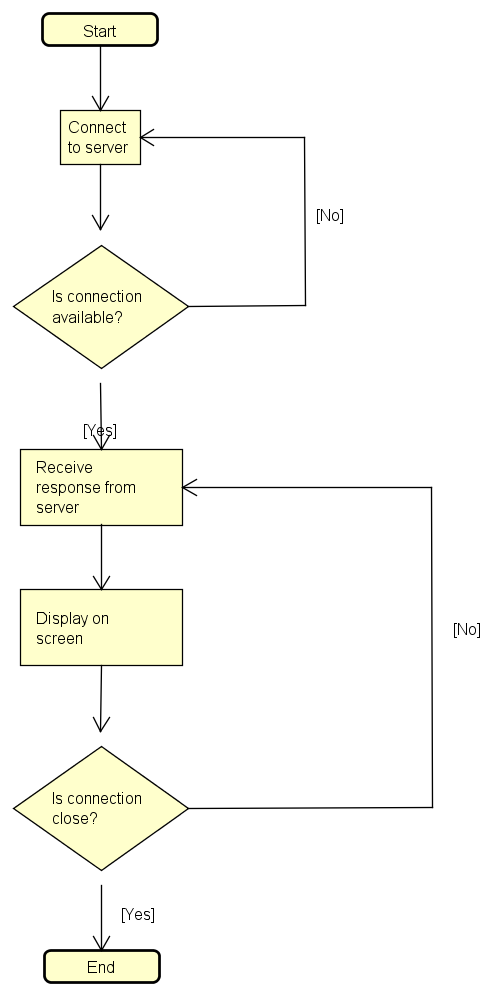 Start
Connect
to server
[No]
Is connection
available?
[Yes]
Receive
response from
server
Display on
screen
[No]
Is connection
close?
[Yes]
End